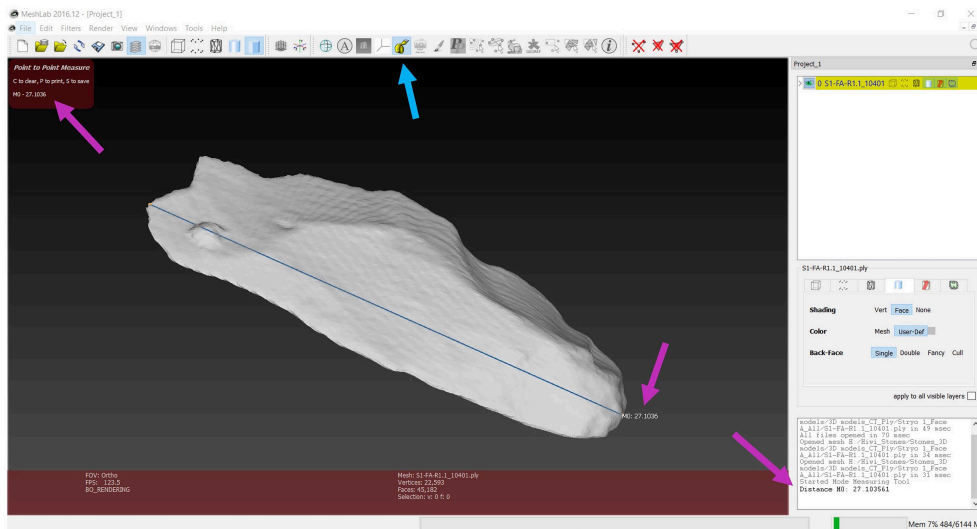 MeshLab 2016.12 - [Project_1]
File Edit Filters Render View Windows Tools Help
Point to Point Measure
C to clear, P to print, S to save
M0 - 27.1036
M0: 27.1036
FOV: Ortho
FPS: 123.5
BO_RENDERING
Mesh: S1-FA-R1.1_10401.ply
Vertices: 22,593
Faces: 45,182
Selection: v: 0 f: 0
Project_1
0 S1-FA-R1.1_10401
S1-FA-R1.1_10401.ply
Shading Vert Face None
Color Mesh User-Def
Back-Face Single Double Fancy Cull
apply to all visible layers
models/3D models_CT_Ply/Stryo 1_Face
A_All/S1-FA-R1.1_10401.ply in 49 msec
All files opened in 70 msec
Opened mesh H:/Hivi_Stones/Stones_3D
models/3D models_CT_Ply/Stryo 1_Face
A_All/S1-FA-R1.1_10401.ply in 34 msec
Opened mesh H:/Hivi_Stones/Stones_3D
models/3D models_CT_Ply/Stryo 1_Face
A_All/S1-FA-R1.1_10401.ply in 31 msec
Started Mode Measuring Tool
Distance M0: 27.103561
Mem 7% 484/6144 M